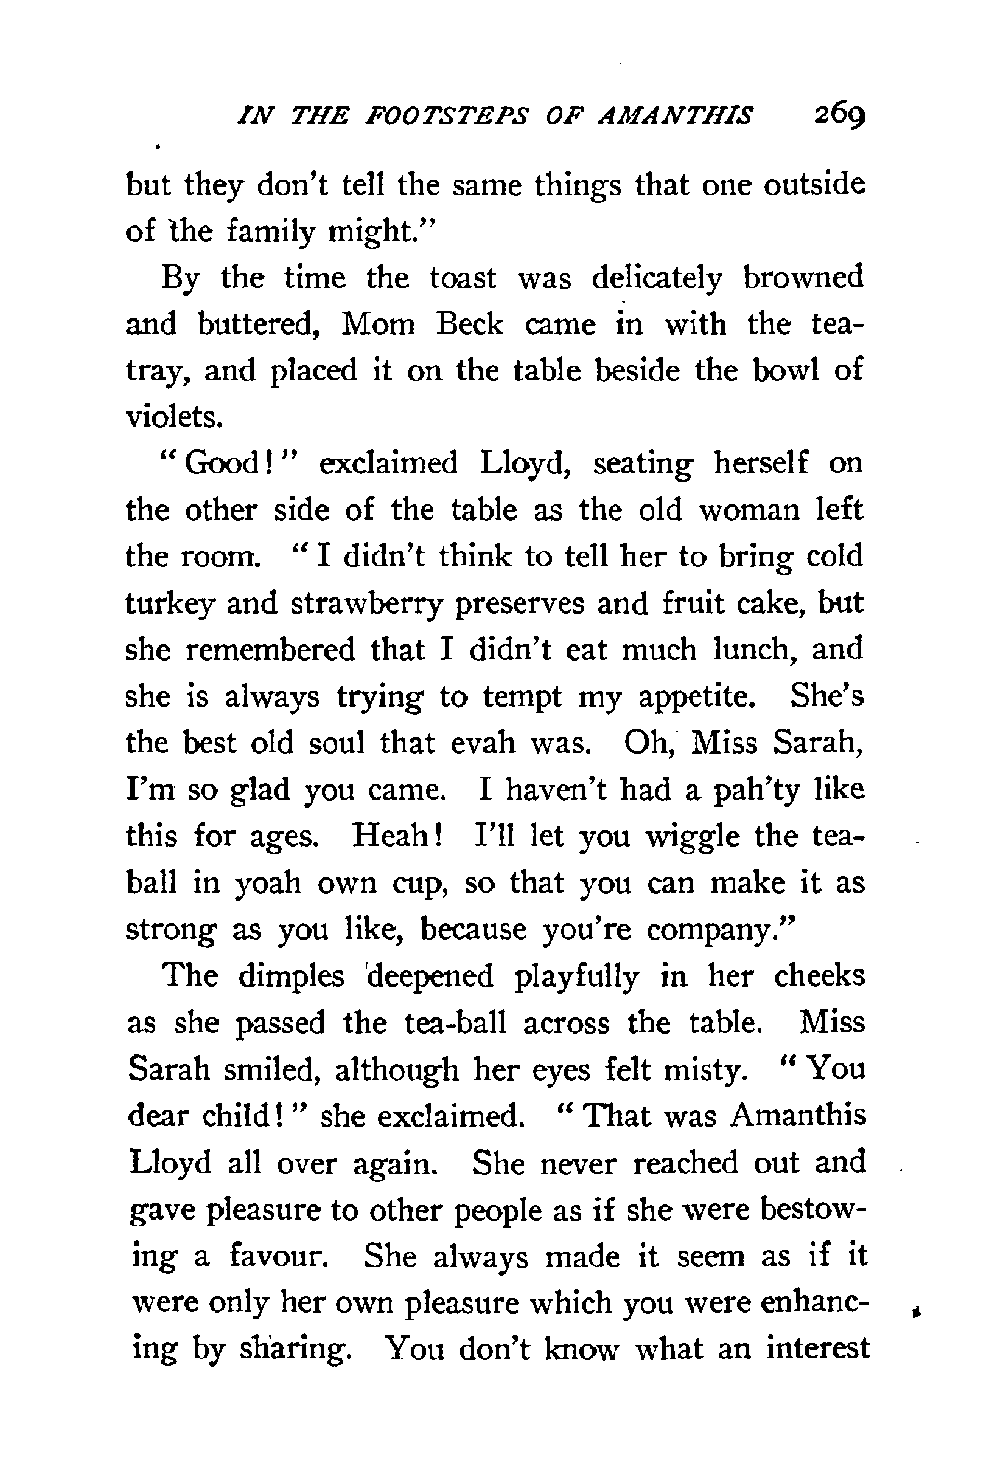 IN THE FOOTSTEPS OF AMANTHIS 269
but they don't tell the same things that one outside
of the family might."
By the time the toast was delicately browned
and buttered, Mom Beck came in with the tea-
tray, and placed it on the table beside the bowl of
violets.
"Good!" exclaimed Lloyd, seating herself on
the other side of the table as the old woman left
the room. "I didn't think to tell her to bring cold
turkey and strawberry preserves and fruit cake, but
she remembered that I didn't eat much lunch, and
she is always trying to tempt my appetite. She's
the best old soul that evah was. Oh, Miss Sarah,
I'm so glad you came. I haven't had a pah'ty like
this for ages. Heah! I'll let you wiggle the tea-
ball in yoah own cup, so that you can make it as
strong as you like, because you're company."
The dimples deepened playfully in her cheeks
as she passed the tea-ball across the table. Miss
Sarah smiled, although her eyes felt misty. "You
dear child!" she exclaimed. "That was Amanthis
Lloyd all over again. She never reached out and
gave pleasure to other people as if she were bestow-
ing a favour. She always made it seem as if it
were only her own pleasure which you were enhanc-
ing by sharing. You don't know what an interest